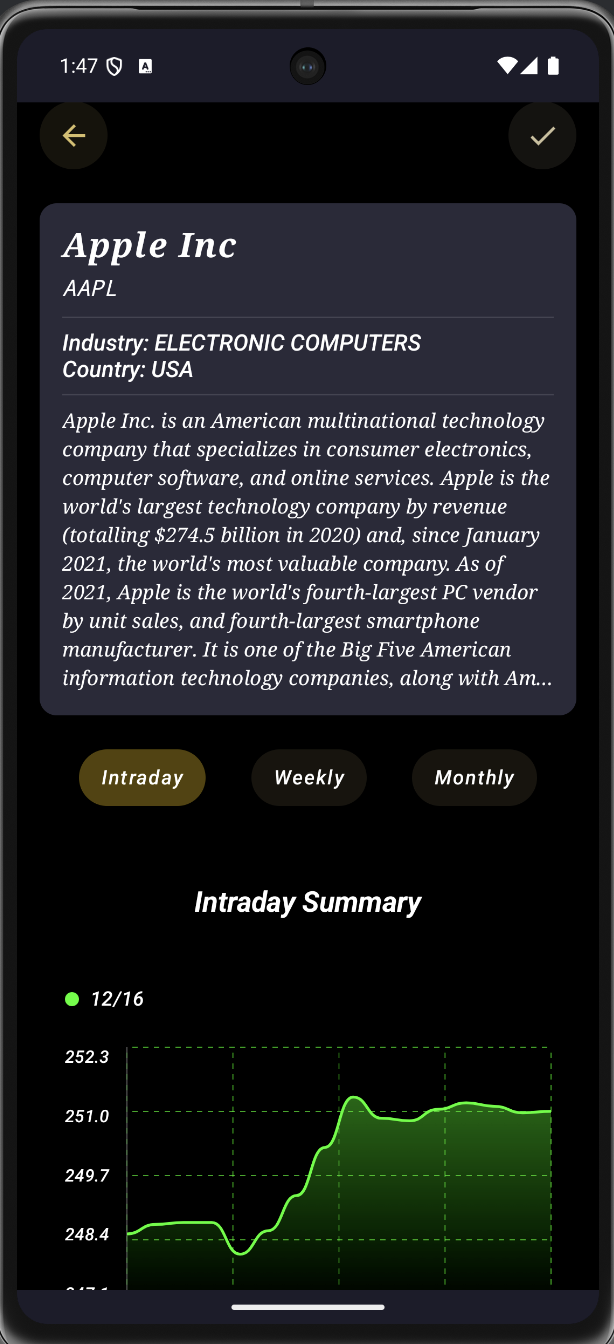 1:47
A
Apple Inc
AAPL
Industry: ELECTRONIC COMPUTERS
Country: USA
Apple Inc. is an American multinational technology
company that specializes in consumer electronics,
computer software, and online services. Apple is the
world's largest technology company by revenue
(totalling $274.5 billion in 2020) and, since January
2021, the world's most valuable company. As of
2021, Apple is the world's fourth-largest PC vendor
by unit sales, and fourth-largest smartphone
manufacturer. It is one of the Big Five American
information technology companies, along with Am...
Intraday Weekly Monthly
Intraday Summary
12/16
252.3
251.0
249.7
248.4